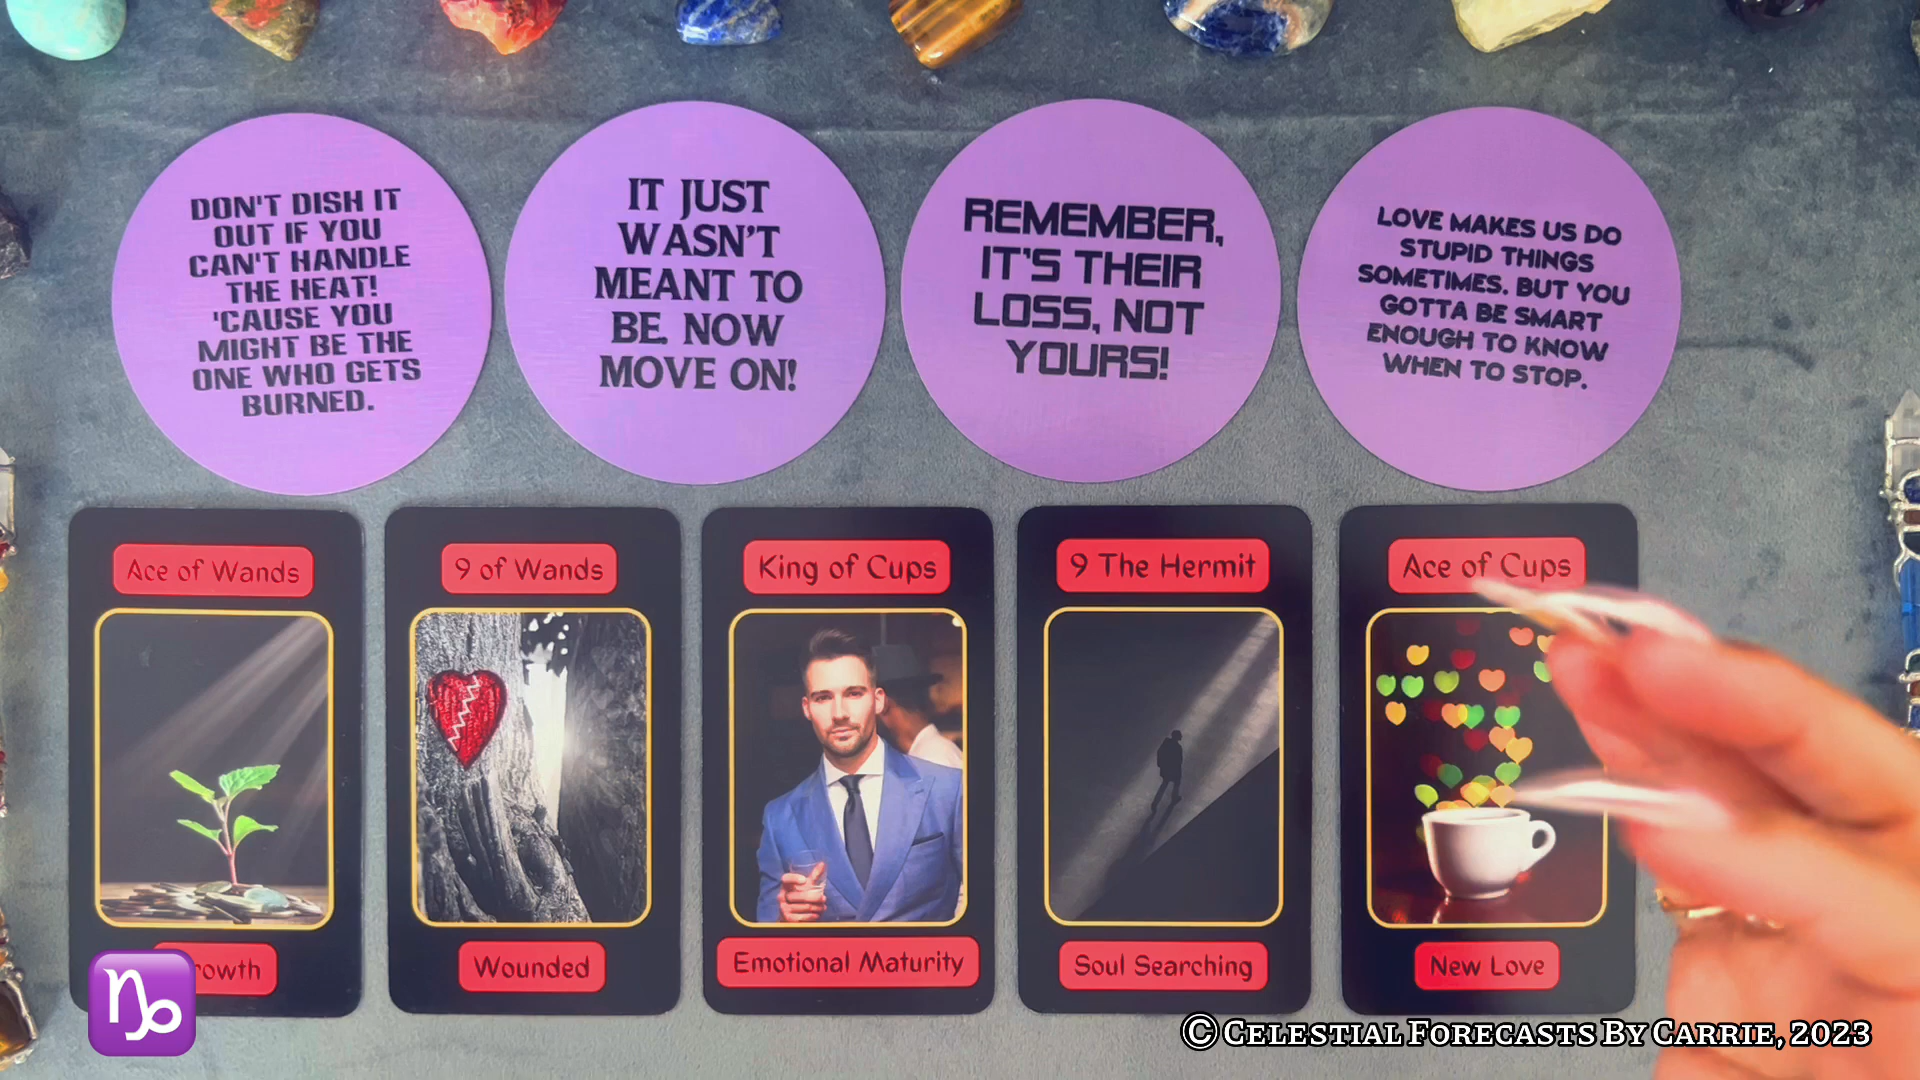 DON'T DISH IT
OUT IF YOU
CAN'T HANDLE
THE HEAT!
'CAUSE YOU
MIGHT BE THE
ONE WHO GETS
BURNED.
IT JUST
WASN'T
MEANT TO
BE. NOW
MOVE ON!
REMEMBER,
IT'S THEIR
LOSS, NOT
YOURS!
LOVE MAKES US DO
STUPID THINGS
SOMETIMES. BUT YOU
GOTTA BE SMART
ENOUGH TO KNOW
WHEN TO STOP.
Ace of Wands
9 of Wands
King of Cups
9 The Hermit
Ace of Cups
rowth
Wounded
Emotional Maturity
Soul Searching
New Love
© CELESTIAL FORECASTS BY CARRIE, 2023